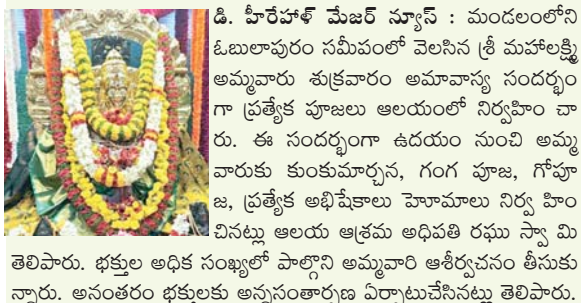 డి. హీరేహాళ్ మేజర్ న్యూస్ : మండలంలోని
ఓబులాపురం సమీపంలో వెలసిన శ్రీ మహాలక్ష్మి
అమ్మవారు శుక్రవారం అమావాస్య సందర్భం
గా ప్రత్యేక పూజలు ఆలయంలో నిర్వహిం చా
రు. ఈ సందర్భంగా ఉదయం నుంచి అమ్మ
వారుకు కుంకుమార్చన, గంగ పూజ, గోపూ
జ, ప్రత్యేక అభిషేకాలు హెూమాలు నిర్వ హిం
చినట్లు ఆలయ ఆశ్రమ అధిపతి రఘు స్వా మి
తెలిపారు. భక్తుల అధిక సంఖ్యలో పాల్గొని అమ్మవారి ఆశీర్వచనం తీసుకు
న్నారు. అనంతరం భక్తులకు అన్నసంతార్పణ ఏర్పాటుచేసినట్లు తెలిపారు.